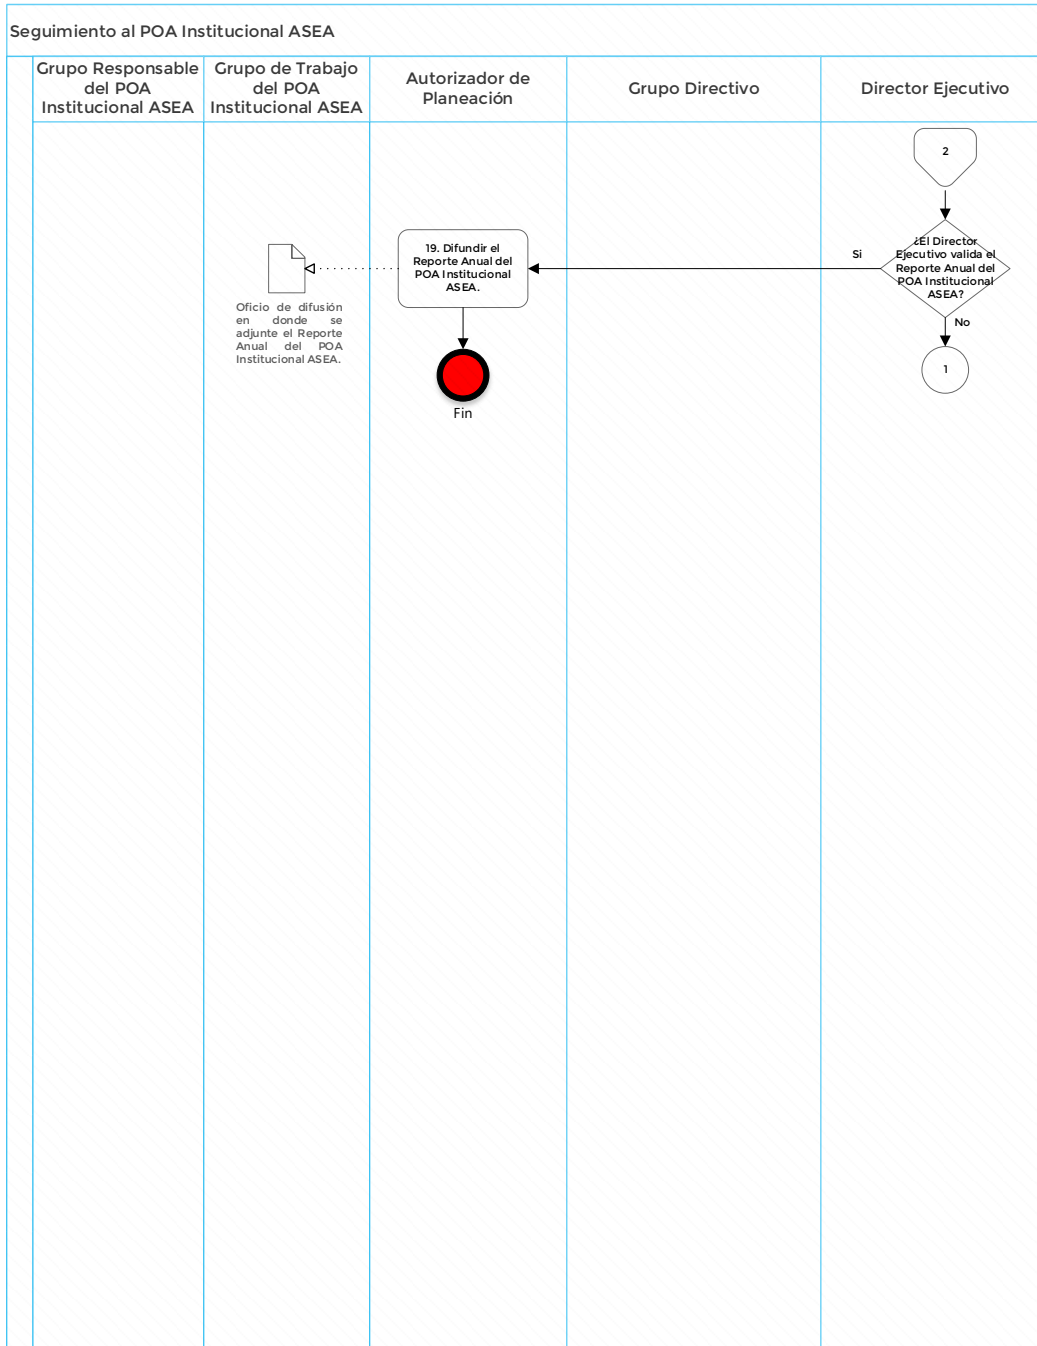 Seguimiento al POA Institucional ASEA
Grupo Responsable
del POA
Institucional ASEA
Grupo de Trabajo
del POA
Institucional ASEA
Autorizador de
Planeación
Grupo Directivo
Director Ejecutivo
2
¿El Director
Ejecutivo valida el
Reporte Anual del
POA Institucional
ASEA?
Si
No
1
19. Difundir el
Reporte Anual del
POA Institucional
ASEA.
Oficio de difusión
en donde se
adjunte el Reporte
Anual del POA
Institucional ASEA.
Fin